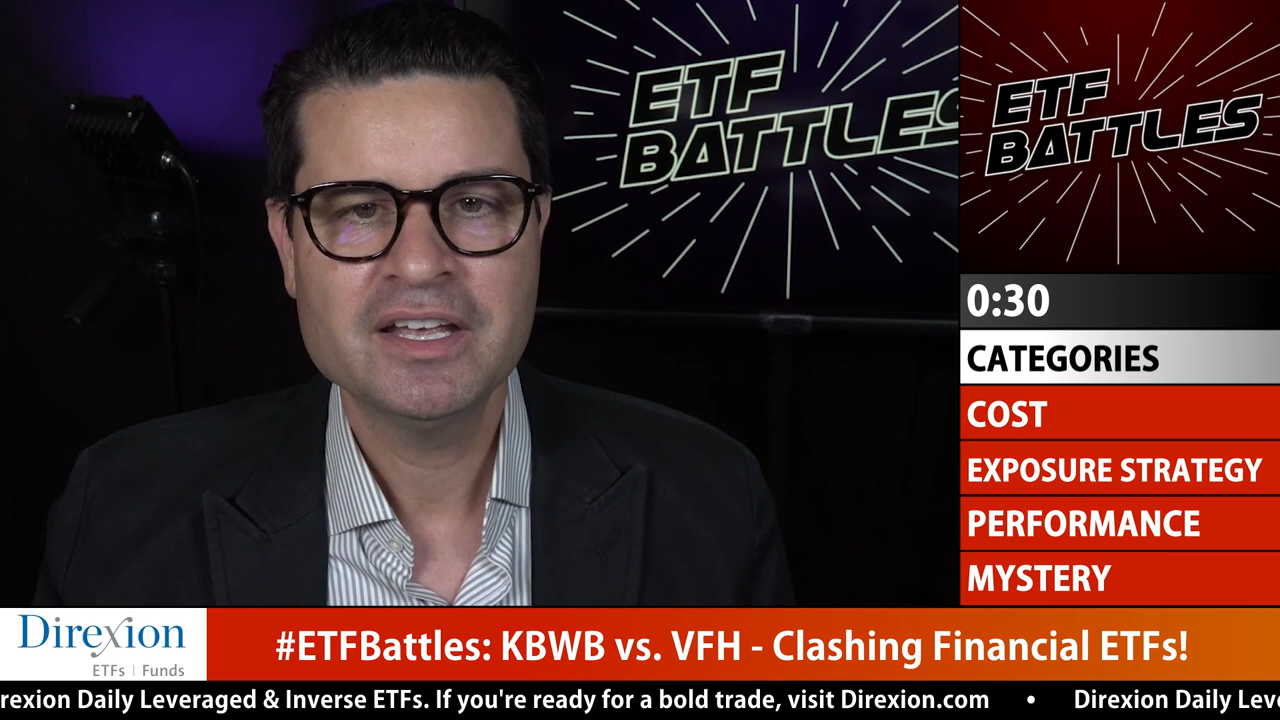 ETF
BATTLES
ETF
BATTLES
0:30
CATEGORIES
COST
EXPOSURE STRATEGY
PERFORMANCE
MYSTERY
Direxion
ETFs | Funds
#ETFBattles: KBWB vs. VFH - Clashing Financial ETFs!
rexion Daily Leveraged & Inverse ETFs. If you're ready for a bold trade, visit Direxion.com • Direxion Daily Lev